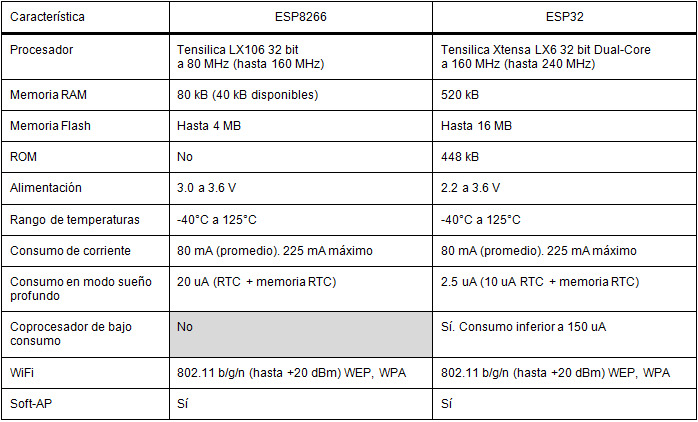 Característica ESP8266 ESP32
Procesador Tensilica LX106 32 bit Tensilica Xtensa LX6 32 bit Dual-Core
a 80 MHz (hasta 160 MHz) a 160 MHz (hasta 240 MHz)
Memoria RAM 80 kB (40 kB disponibles) 520 kB
Memoria Flash Hasta 4 MB Hasta 16 MB
ROM No 448 kB
Alimentación 3.0 a 3.6 V 2.2 a 3.6 V
Rango de temperaturas -40°C a 125°C -40°C a 125°C
Consumo de corriente 80 mA (promedio). 225 mA máximo 80 mA (promedio). 225 mA máximo
Consumo en modo sueño 20 uA (RTC + memoria RTC) 2.5 uA (10 uA RTC + memoria RTC)
profundo
Coprocesador de bajo No Sí. Consumo inferior a 150 uA
consumo
WiFi 802.11 b/g/n (hasta +20 dBm) WEP, WPA 802.11 b/g/n (hasta +20 dBm) WEP, WPA
Soft-AP Sí Sí